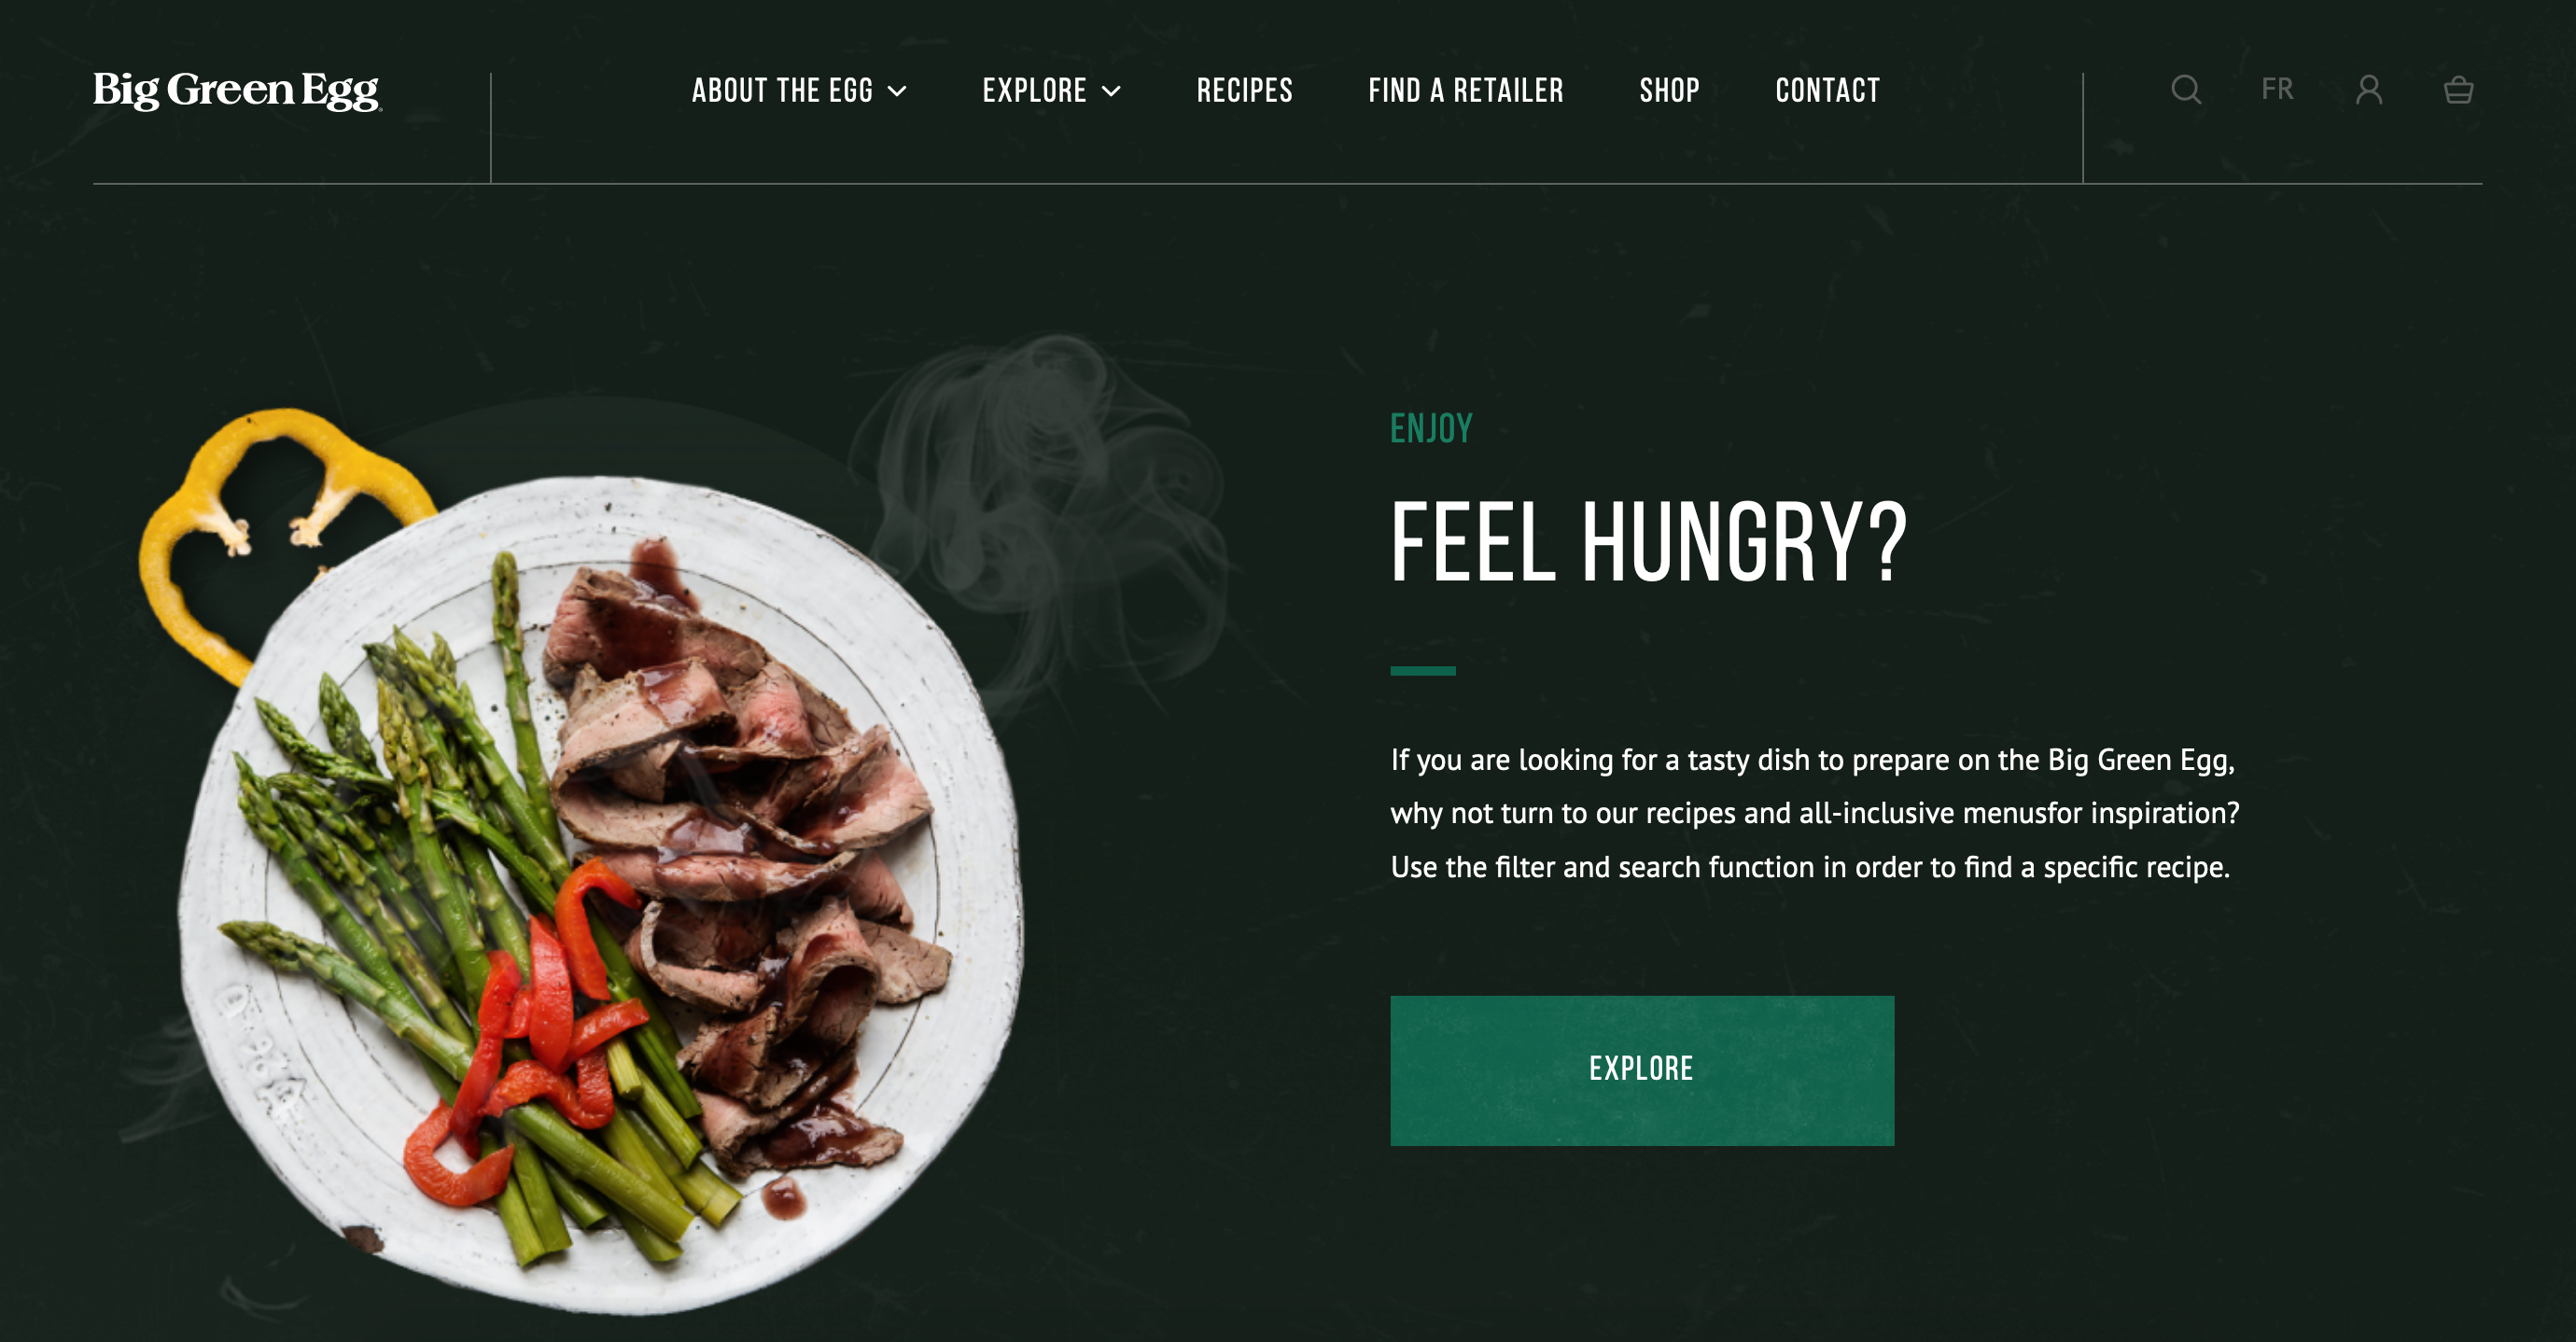 Big Green Egg
ABOUT THE EGG
EXPLORE
RECIPES
FIND A RETAILER
SHOP
CONTACT
FR
ENJOY
FEEL HUNGRY?
If you are looking for a tasty dish to prepare on the Big Green Egg,
why not turn to our recipes and all-inclusive menusfor inspiration?
Use the filter and search function in order to find a specific recipe.
EXPLORE